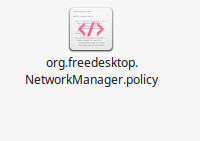 </>
org.freedesktop.
NetworkManager.policy